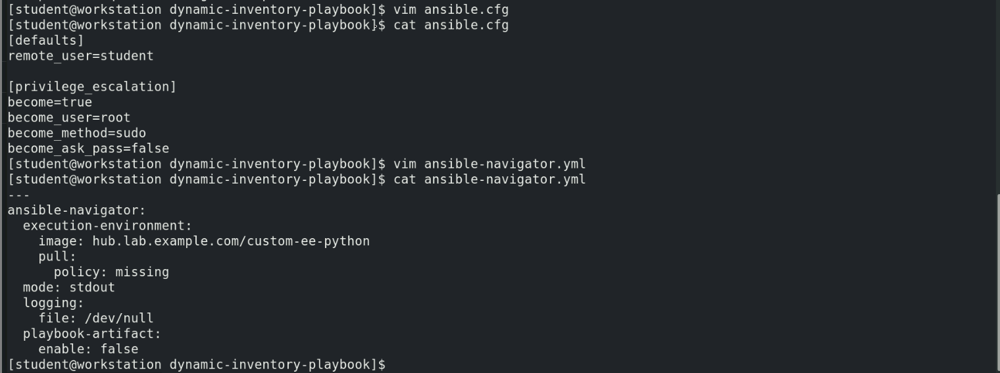 [student@workstation dynamic-inventory-playbook]$ vim ansible.cfg
[student@workstation dynamic-inventory-playbook]$ cat ansible.cfg
[defaults]
remote_user=student

[privilege_escalation]
become=true
become_user=root
become_method=sudo
become_ask_pass=false
[student@workstation dynamic-inventory-playbook]$ vim ansible-navigator.yml
[student@workstation dynamic-inventory-playbook]$ cat ansible-navigator.yml
---
ansible-navigator:
  execution-environment:
    image: hub.lab.example.com/custom-ee-python
    pull:
      policy: missing
  mode: stdout
  logging:
    file: /dev/null
  playbook-artifact:
    enable: false
[student@workstation dynamic-inventory-playbook]$